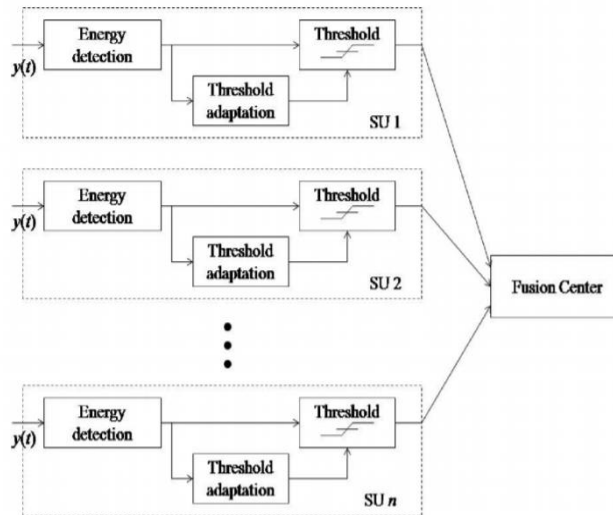 Energy
detection
Threshold
y(t)
Threshold
adaptation
SU 1
Energy
detection
Threshold
y(t)
Threshold
adaptation
SU 2
Fusion Center
Energy
detection
Threshold
y(t)
Threshold
adaptation
SU n